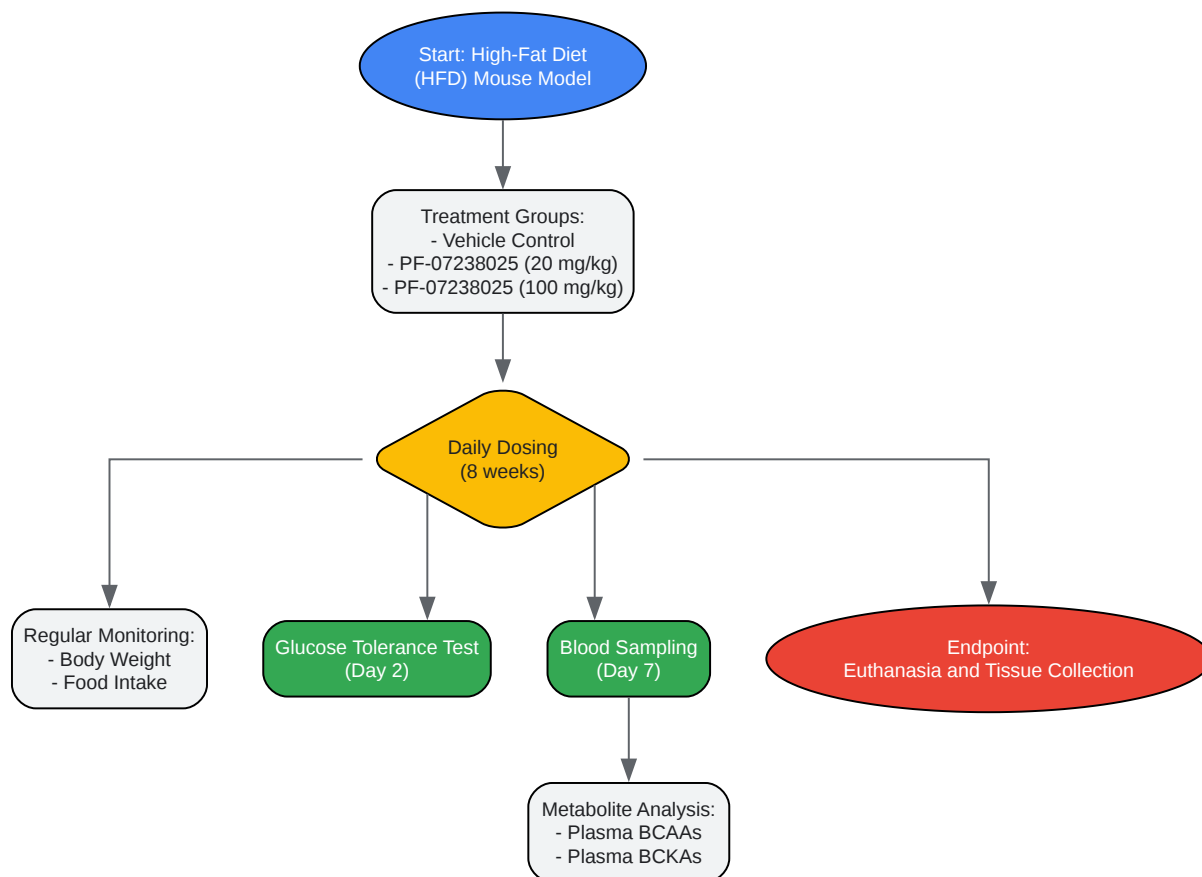 Start: High-Fat Diet
(HFD) Mouse Model
Treatment Groups:
- Vehicle Control
- PF-07238025 (20 mg/kg)
- PF-07238025 (100 mg/kg)
Daily Dosing
(8 weeks)
Regular Monitoring:
- Body Weight
- Food Intake
Glucose Tolerance Test
(Day 2)
Blood Sampling
(Day 7)
Endpoint:
Euthanasia and Tissue Collection
Metabolite Analysis:
- Plasma BCAAs
- Plasma BCKAs